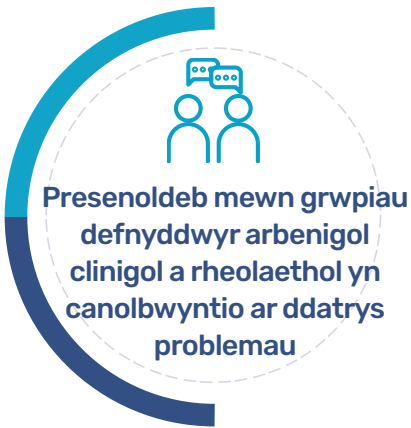 Presenoldeb mewn grwpiau
defnyddwyr arbenigol
clinigol a rheolaethol yn
canolbwyntio ar ddatrys
problemau